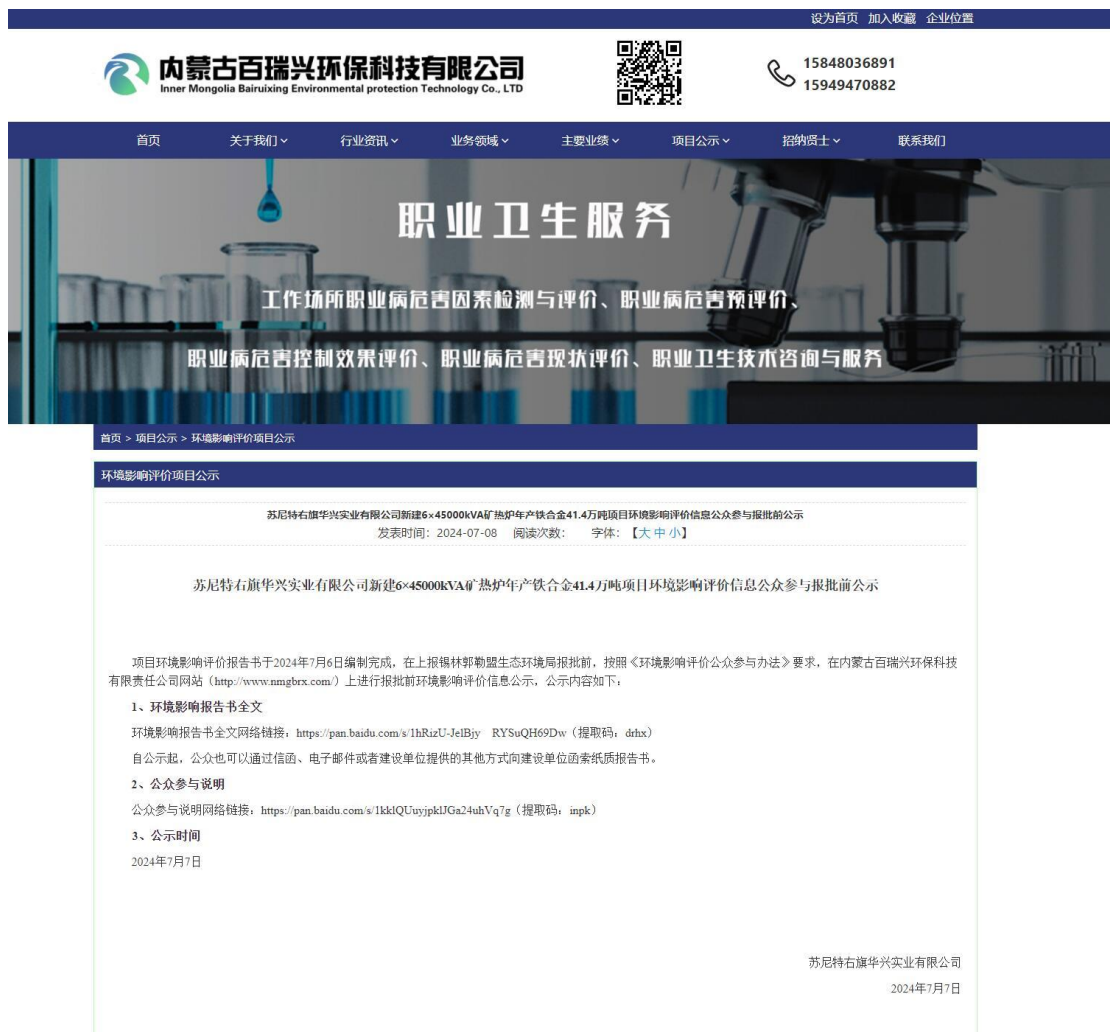 设为首页 加入收藏 企业位置
内蒙古百瑞兴环保科技有限公司
Inner Mongolia Bairuixing Environmental protection Technology Co., LTD
15848036891
15949470882
首页 关于我们 行业资讯 业务领域 主要业绩 项目公示 招纳贤士 联系我们
职业卫生服务
工作场所职业病危害因素检测与评价、职业病危害预评价、
职业病危害控制效果评价、职业病危害现状评价、职业卫生技术咨询与服务
首页 > 项目公示 > 环境影响评价项目公示
环境影响评价项目公示
苏尼特右旗华兴实业有限公司新建6×45000kVA矿热炉年产铁合金41.4万吨项目环境影响评价信息公众参与报批前公示
发表时间：2024-07-08 阅读次数： 字体：【大 中 小】
苏尼特右旗华兴实业有限公司新建6×45000kVA矿热炉年产铁合金41.4万吨项目环境影响评价信息公众参与报批前公示
项目环境影响评价报告书于2024年7月6日编制完成，在上报锡林郭勒盟生态环境局报批前，按照《环境影响评价公众参与办法》要求，在内蒙古百瑞兴环保科技
有限责任公司网站（http://www.nmgbrx.com/）上进行报批前环境影响评价信息公示，公示内容如下：
1、环境影响报告书全文
环境影响报告书全文网络链接：https://pan.baidu.com/s/1hRizU-JelBjy RYSuQH69Dw（提取码：drhx）
自公示起，公众也可以通过信函、电子邮件或者建设单位提供的其他方式向建设单位函索纸质报告书。
2、公众参与说明
公众参与说明网络链接：https://pan.baidu.com/s/1kklQUuyjpklJGa24uhVq7g（提取码：inpk）
3、公示时间
2024年7月7日
苏尼特右旗华兴实业有限公司
2024年7月7日